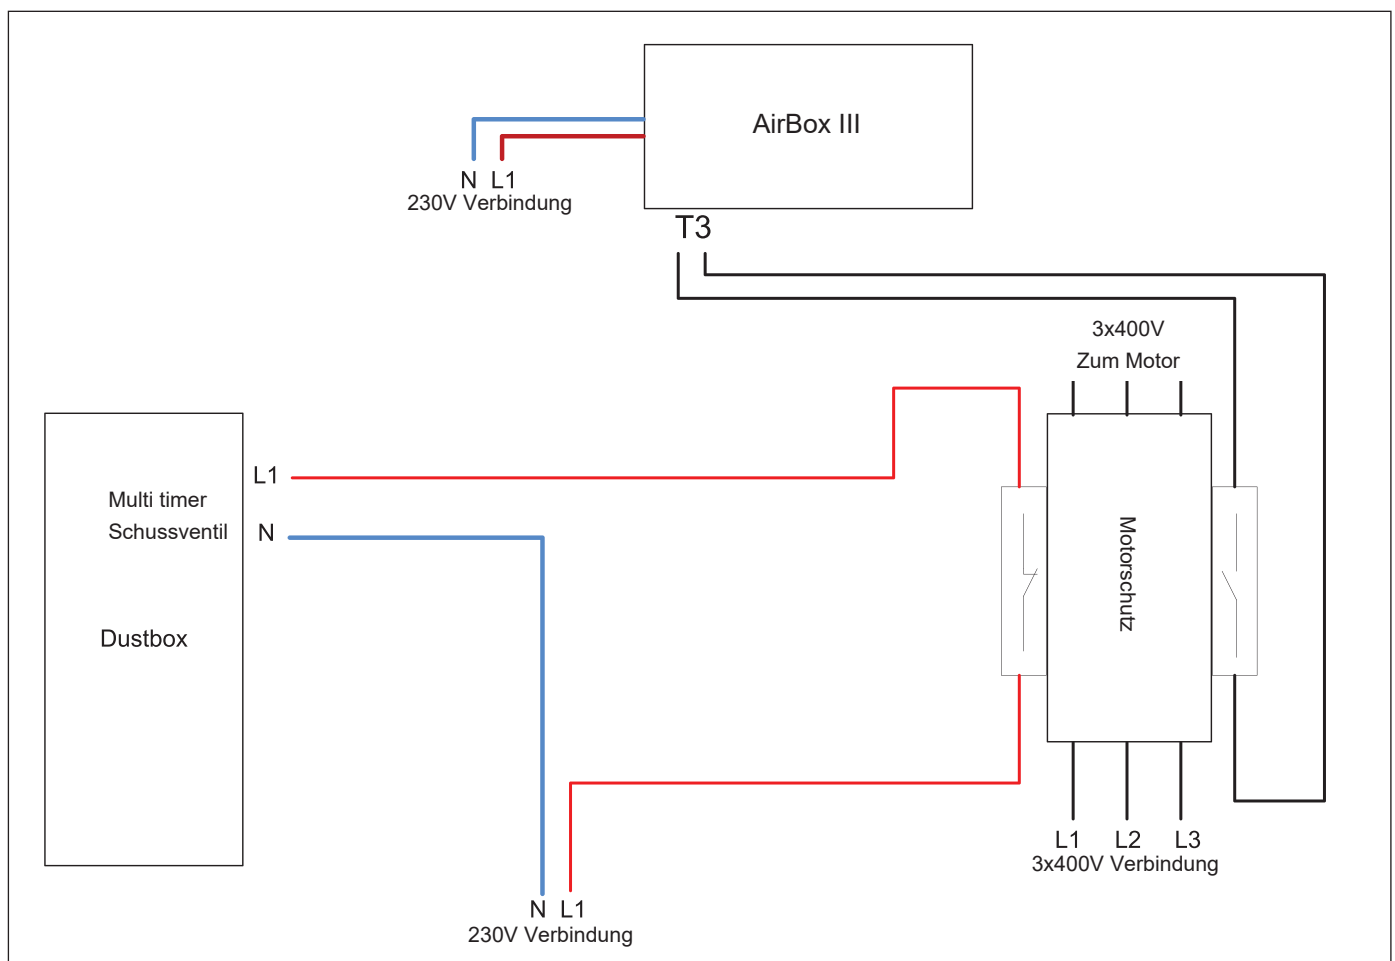 AirBox III
N L1
230V Verbindung
T3
3x400V
Zum Motor
L1
Multi timer
Schussventil
N
Motorschutz
Dustbox
L1 L2 L3
3x400V Verbindung
N L1
230V Verbindung